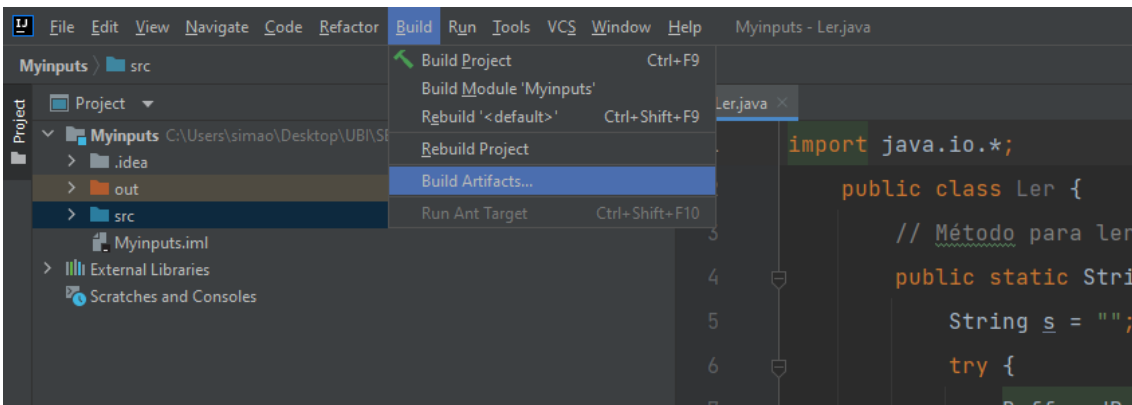 File Edit View Navigate Code Refactor Build Run Tools VCS Window Help Myinputs - Ler.java
Myinputs src
Build Project Ctrl+F9
Build Module 'Myinputs'
Rebuild '<default>' Ctrl+Shift+F9
Rebuild Project
Build Artifacts...
Run Ant Target Ctrl+Shift+F10
Project
Project
Myinputs C:\Users\simao\Desktop\UBI\SE
.idea
out
src
Myinputs.iml
External Libraries
Scratches and Consoles
Ler.java
import java.io.*;
public class Ler {
3 // Método para ler
4 public static Stri
5 String s = "";
6 try {